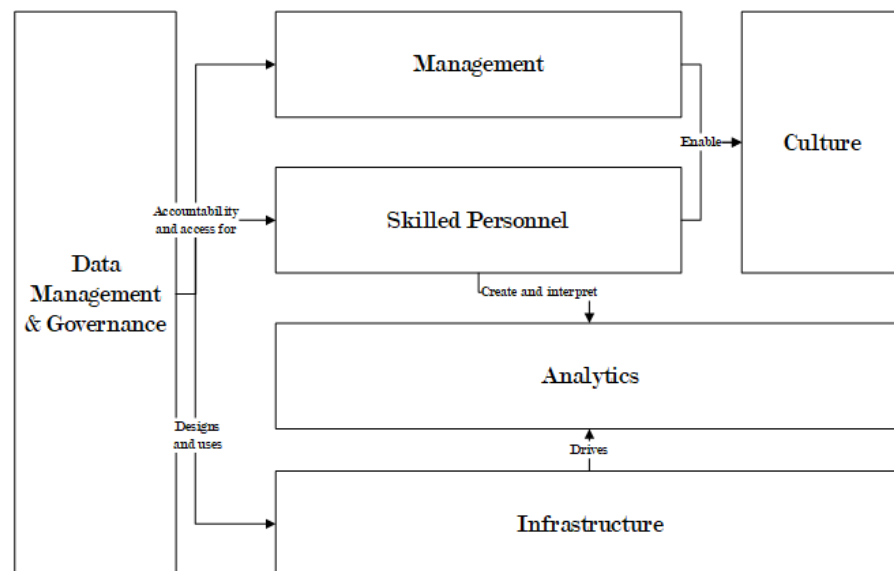 Management
Enable
Culture
Accountability
and access for
Skilled Personnel
Data
Management
& Governance
Create and interpret
Analytics
Designs
and uses
Drives
Infrastructure